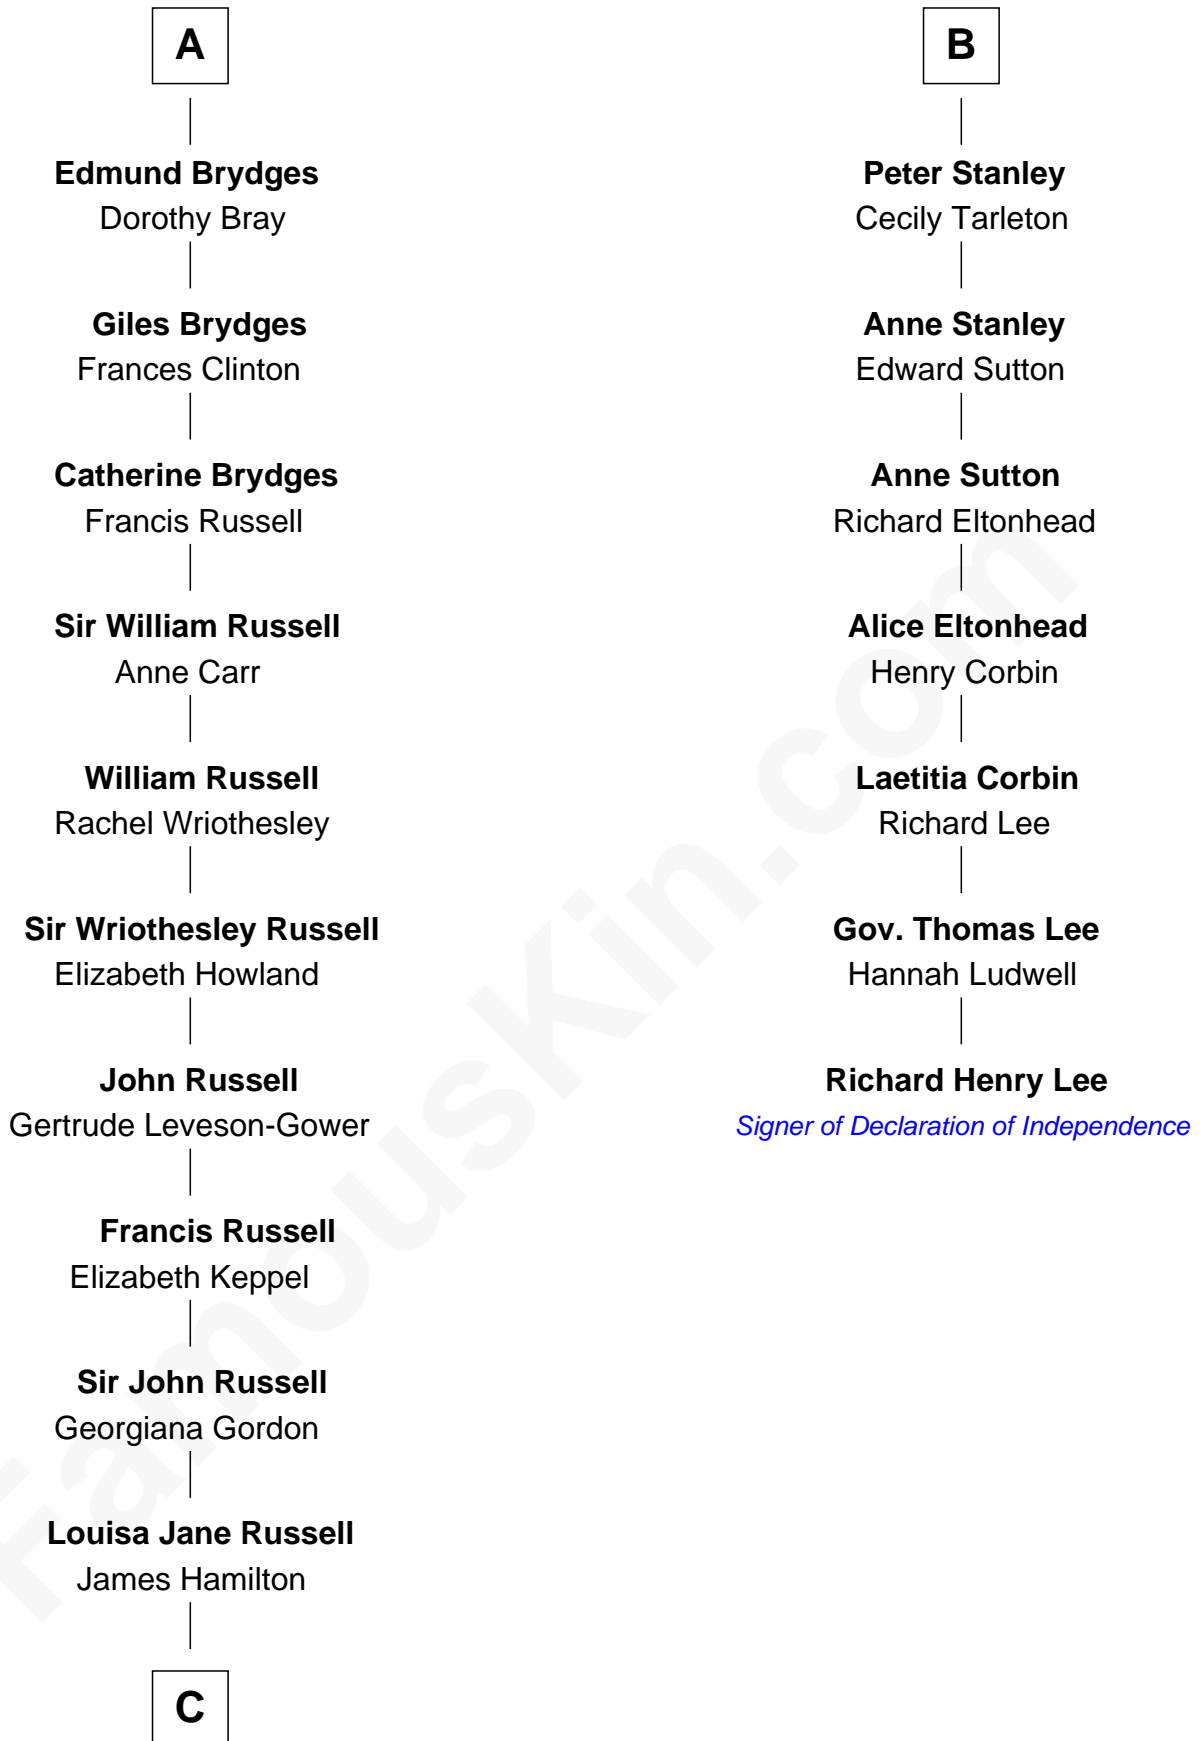 A
Edmund Brydges
Dorothy Bray
Giles Brydges
Frances Clinton
Catherine Brydges
Francis Russell
Sir William Russell
Anne Carr
William Russell
Rachel Wriothesley
Sir Wriothesley Russell
Elizabeth Howland
John Russell
Gertrude Leveson-Gower
Francis Russell
Elizabeth Keppel
Sir John Russell
Georgiana Gordon
Louisa Jane Russell
James Hamilton
C
B
Peter Stanley
Cecily Tarleton
Anne Stanley
Edward Sutton
Anne Sutton
Richard Eltonhead
Alice Eltonhead
Henry Corbin
Laetitia Corbin
Richard Lee
Gov. Thomas Lee
Hannah Ludwell
Richard Henry Lee
Signer of Declaration of Independence
FamousKin.com